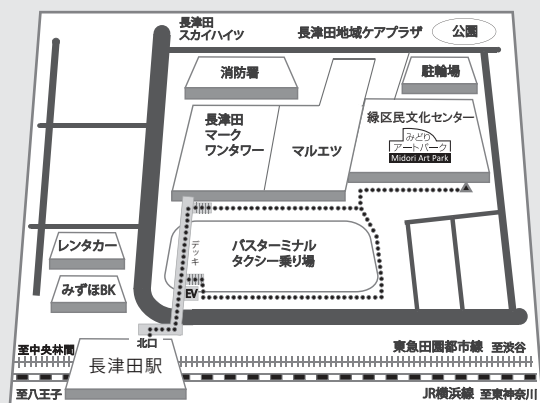 長津田
スカイハイツ
長津田地域ケアプラザ
公園
消防署
駐輪場
長津田
マーク
ワンタワー
マルエツ
緑区民文化センター
みどり
アートパーク
Midori Art Park
レンタカー
デッキ
バスターミナル
タクシー乗り場
みずほBK
EV
北口
至中央林間
東急田園都市線 至渋谷
長津田駅
至八王子
JR横浜線 至東神奈川